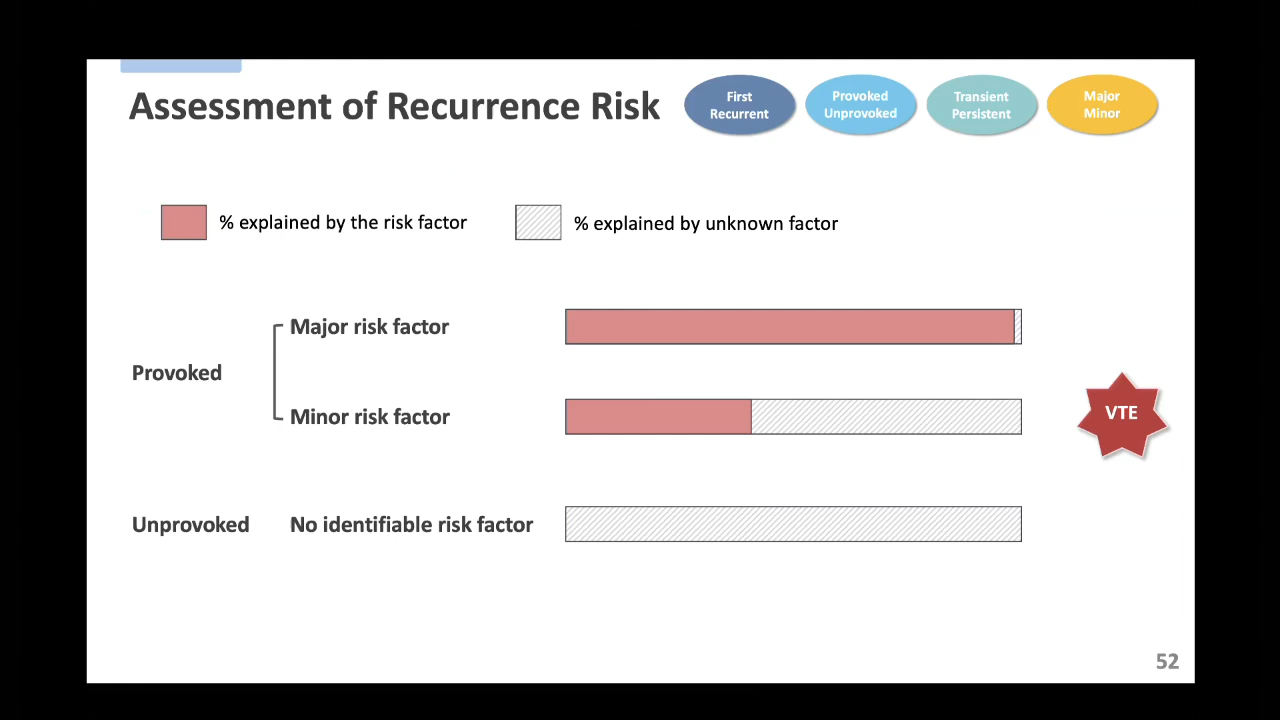 Assessment of Recurrence Risk
First
Recurrent
Provoked
Unprovoked
Transient
Persistent
Major
Minor
% explained by the risk factor
% explained by unknown factor
Major risk factor
Provoked
Minor risk factor
VTE
Unprovoked
No identifiable risk factor
52